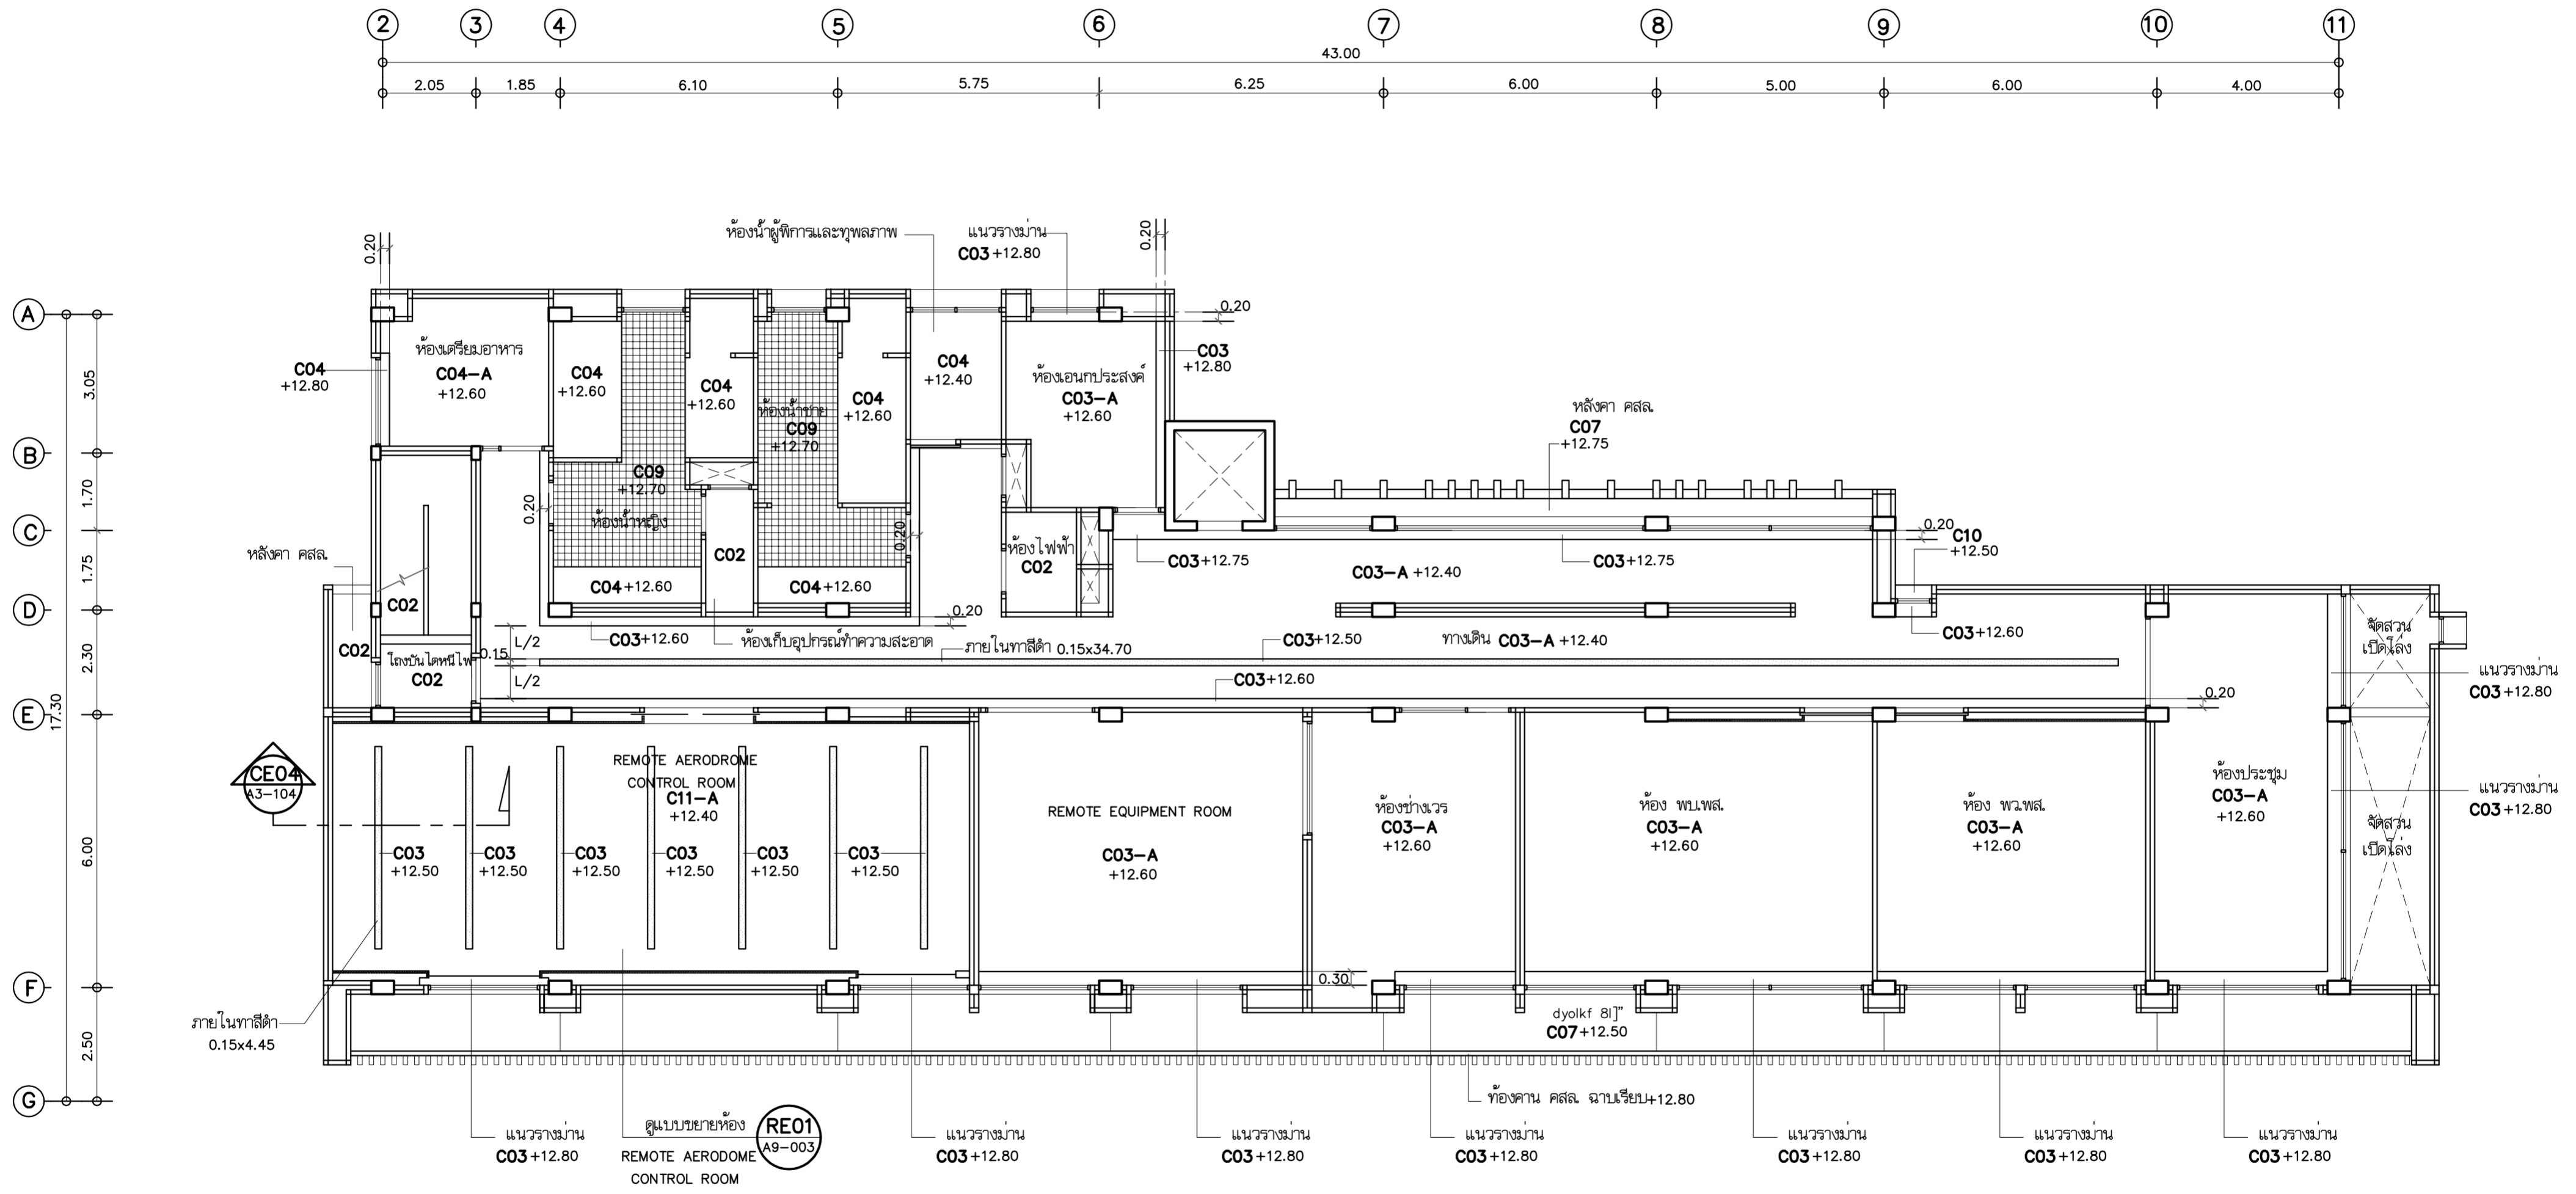 2 3 4 5 6 7 8 9 10 11
43.00
2.05 1.85 6.10 5.75 6.25 6.00 5.00 6.00 4.00
ห้องน้ำผู้พิการและทุพลภาพ
แนวรางม่าน
C03 +12.80
0.20
0.20
A
0.20
ห้องเตรียมอาหาร
C04-A
+12.60
C04
+12.80
C04
+12.60
C04
+12.60
C04
+12.60
C04
+12.40
ห้องเอนกประสงค์
C03-A
+12.60
C03
+12.80
3.05
ห้องน้ำชาย
C09
+12.70
หลังคา คสล.
C07
+12.75
B
C09
+12.70
ห้องน้ำหญิง
0.20
0.20
1.70
C
0.20
C10
+12.50
หลังคา คสล.
ห้องไฟฟ้า
C02
C02
C03+12.75
C03+12.75
C03-A +12.40
1.75
C04+12.60
C04+12.60
C02
D
0.20
C03+12.60
ห้องเก็บอุปกรณ์ทำความสะอาด
C03+12.50
ทางเดิน C03-A +12.40
C03+12.60
จัดสวน
เปิดโล่ง
L/2
0.15
L/2
ภายในทาสีดำ 0.15x34.70
C02
โถงบันไดหนีไฟ
C02
2.30
C03+12.60
แนวรางม่าน
C03+12.80
0.20
E
17.30
CE04
A3-104
REMOTE AERODROME
CONTROL ROOM
C11-A
+12.40
REMOTE EQUIPMENT ROOM
C03-A
+12.60
ห้องช่างเวร
C03-A
+12.60
ห้อง พบ.พส.
C03-A
+12.60
ห้อง พว.พส.
C03-A
+12.60
ห้องประชุม
C03-A
+12.60
แนวรางม่าน
C03+12.80
จัดสวน
เปิดโล่ง
6.00
C03 C03 C03 C03 C03 C03
+12.50 +12.50 +12.50 +12.50 +12.50 +12.50
F
0.30
ภายในทาสีดำ
0.15x4.45
dyolkf 8l]"
C07+12.50
2.50
G
ท้องคาน คสล. ฉาบเรียบ+12.80
แนวรางม่าน
C03+12.80
ดูแบบขยายห้อง
REMOTE AERODOME
CONTROL ROOM
RE01
A9-003
แนวรางม่าน
C03+12.80
แนวรางม่าน
C03+12.80
แนวรางม่าน
C03+12.80
แนวรางม่าน
C03+12.80
แนวรางม่าน
C03+12.80
แนวรางม่าน
C03+12.80